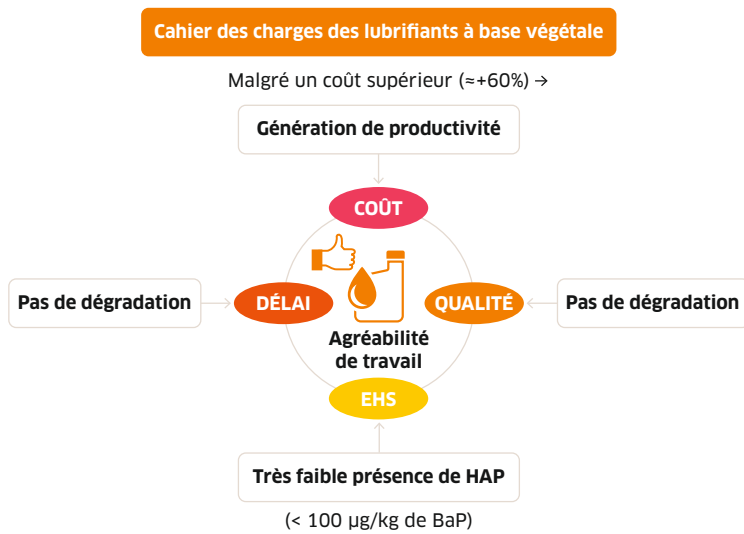 Cahier des charges des lubrifiants à base végétale
Malgré un coût supérieur (≈+60%) →
Génération de productivité
COÛT
Pas de dégradation
DÉLAI
QUALITÉ
Pas de dégradation
Agréabilité
de travail
EHS
Très faible présence de HAP
(< 100 µg/kg de BaP)